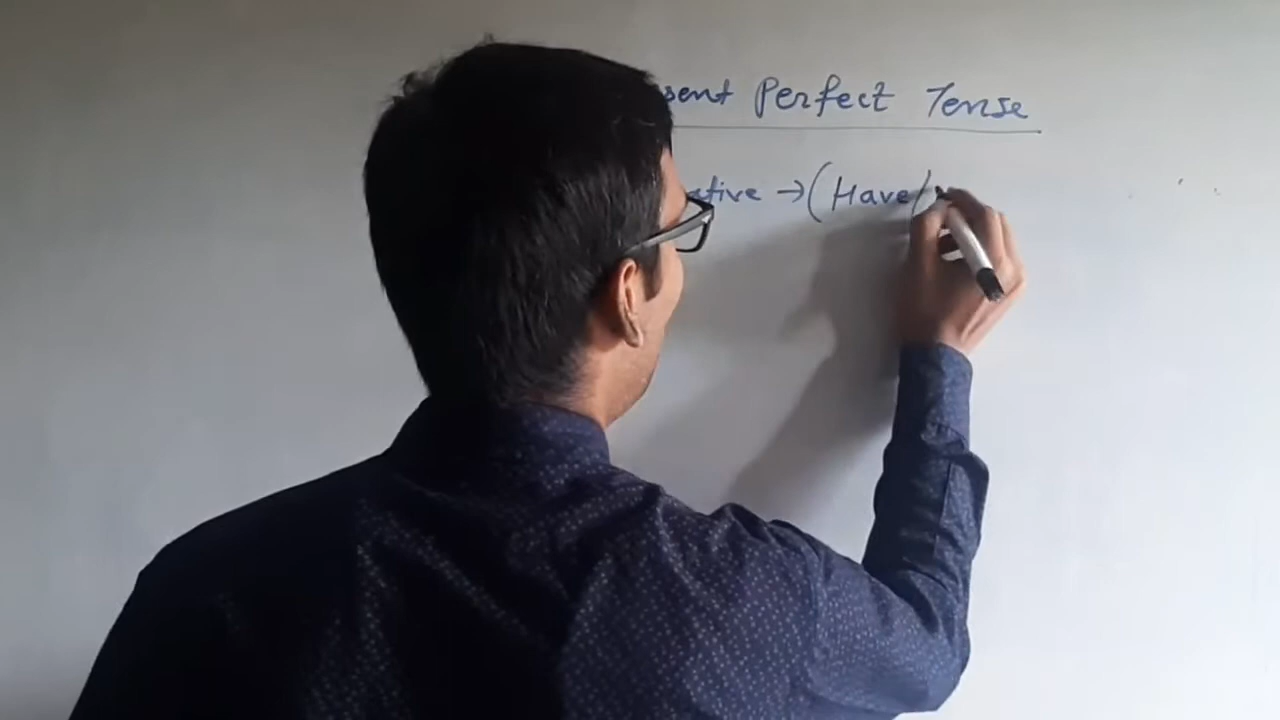 sent Perfect Tense
ative → (Have/